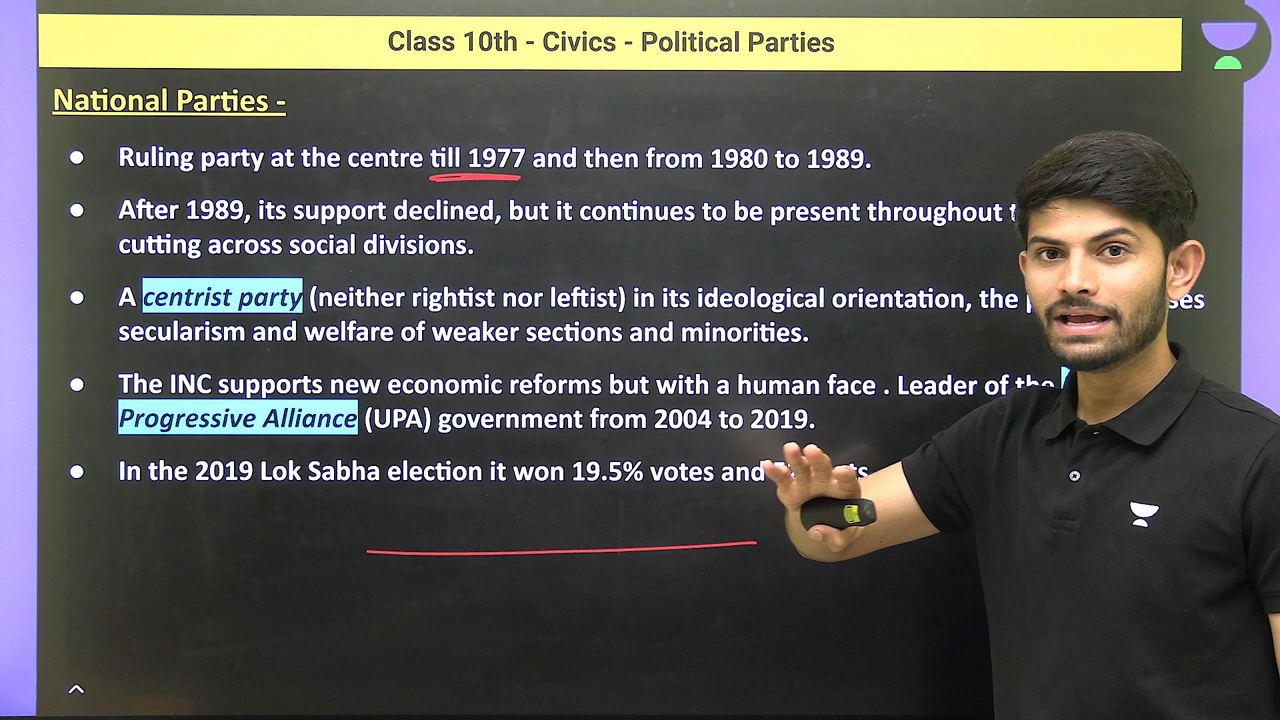 Class 10th - Civics - Political Parties
National Parties -
Ruling party at the centre till 1977 and then from 1980 to 1989.
After 1989, its support declined, but it continues to be present throughout
cutting across social divisions.
A centrist party (neither rightist nor leftist) in its ideological orientation, the
secularism and welfare of weaker sections and minorities.
The INC supports new economic reforms but with a human face . Leader of the
Progressive Alliance (UPA) government from 2004 to 2019.
In the 2019 Lok Sabha election it won 19.5% votes and